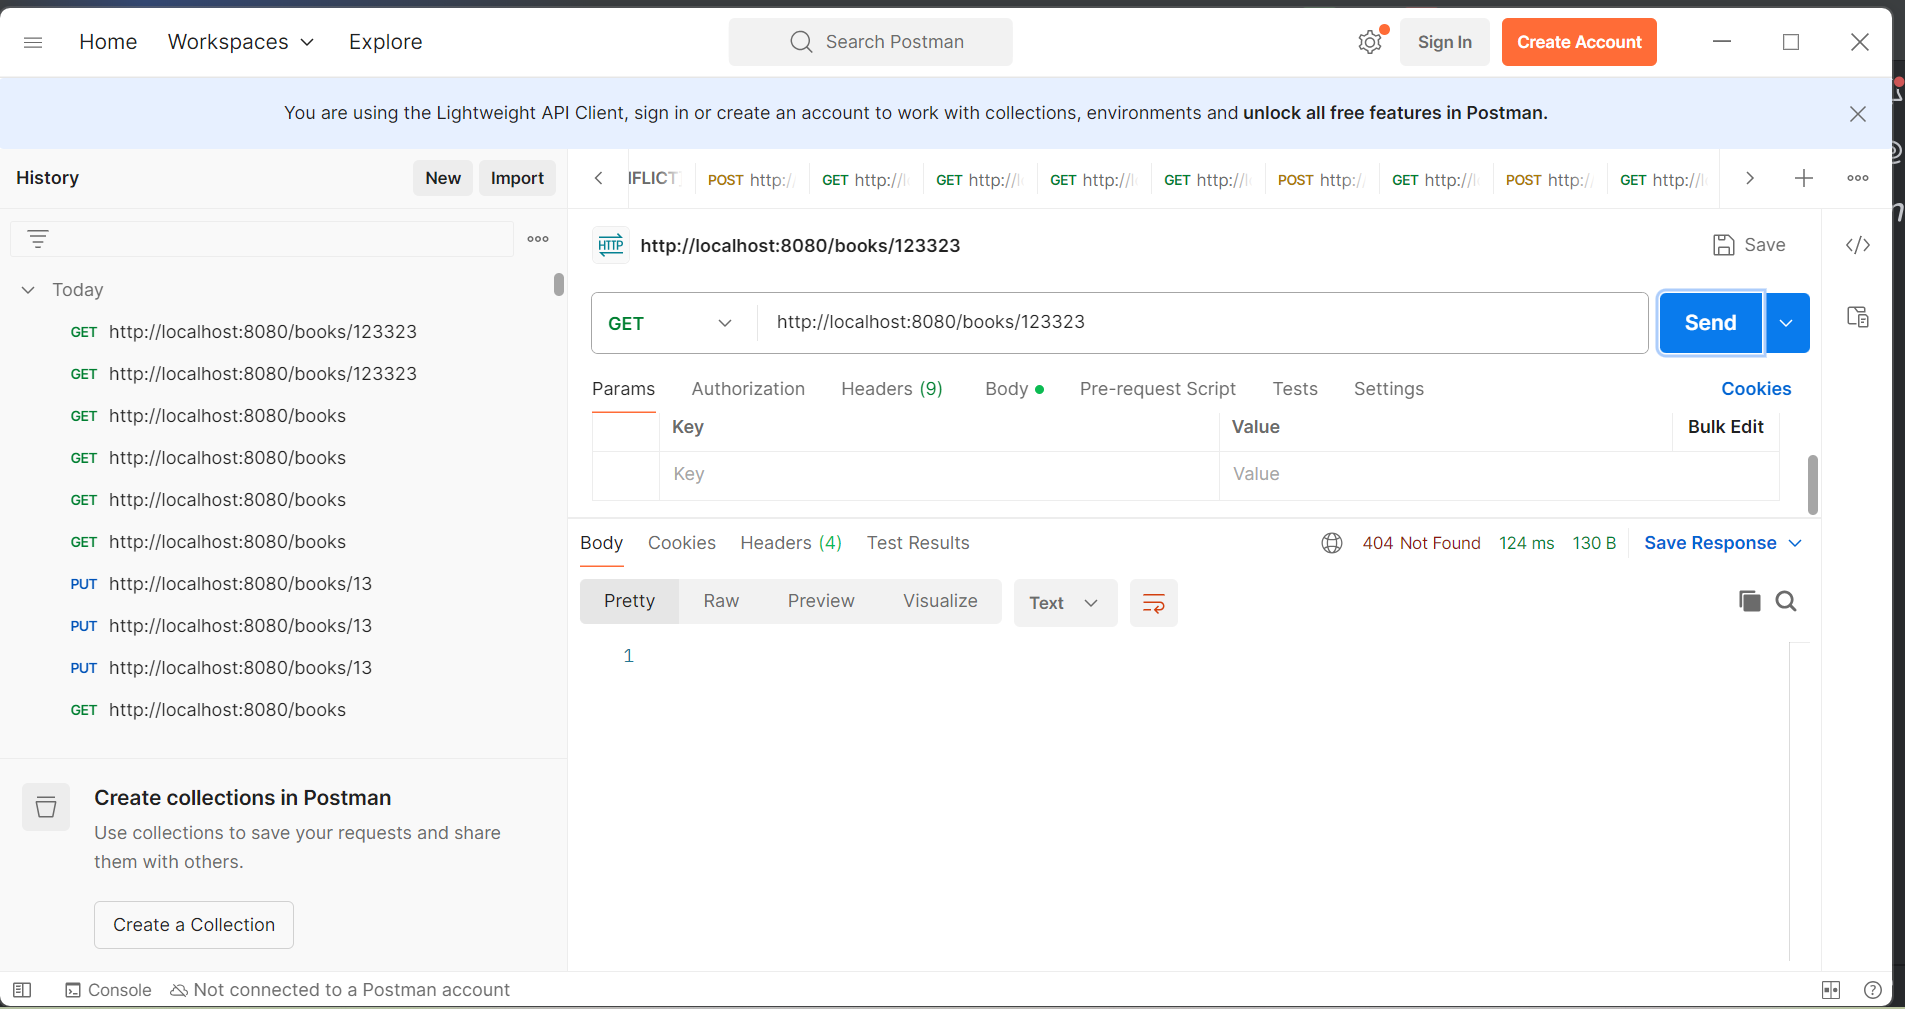 Home Workspaces Explore Search Postman Sign In Create Account
You are using the Lightweight API Client, sign in or create an account to work with collections, environments and unlock all free features in Postman.
History New Import
IFLICT POST http:/ GET http://l GET http://l GET http://l GET http://l POST http:/ GET http://l POST http:/ GET http://l
HTTP http://localhost:8080/books/123323 Save
GET http://localhost:8080/books/123323 Send
Params Authorization Headers (9) Body Pre-request Script Tests Settings Cookies
Key Value Bulk Edit
Key Value
Today
GET http://localhost:8080/books/123323
GET http://localhost:8080/books/123323
GET http://localhost:8080/books
GET http://localhost:8080/books
GET http://localhost:8080/books
GET http://localhost:8080/books
PUT http://localhost:8080/books/13
PUT http://localhost:8080/books/13
PUT http://localhost:8080/books/13
GET http://localhost:8080/books
Create collections in Postman
Use collections to save your requests and share
them with others.
Create a Collection
Body Cookies Headers (4) Test Results 404 Not Found 124 ms 130 B Save Response
Pretty Raw Preview Visualize Text
1
Console Not connected to a Postman account